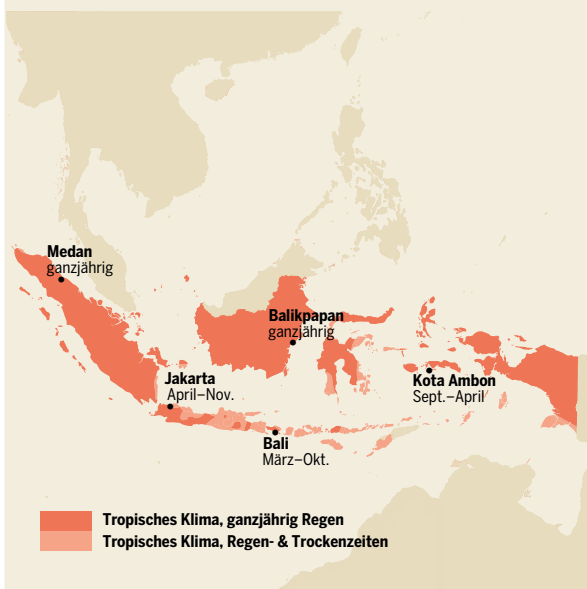 Medan
ganzjährig
Balikpapan
ganzjährig
Jakarta
April–Nov.
Kota Ambon
Sept.–April
Bali
März–Okt.
Tropisches Klima, ganzjährig Regen
Tropisches Klima, Regen- & Trockenzeiten